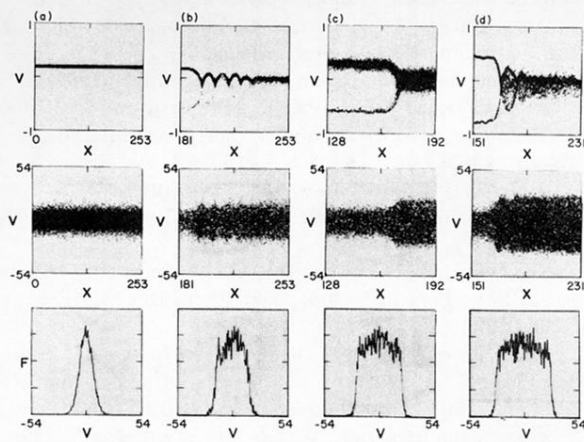 (a) (b) (c) (d)
1 1 1 1
V V V V
-1 -1 -1 -1
0 253 181 253 128 192 151 231
X X X X
54 54 54 54
V V V V
-54 -54 -54 -54
0 253 181 253 128 192 151 231
X X X X
F
-54 54 -54 54 -54 54 -54 54
V V V V